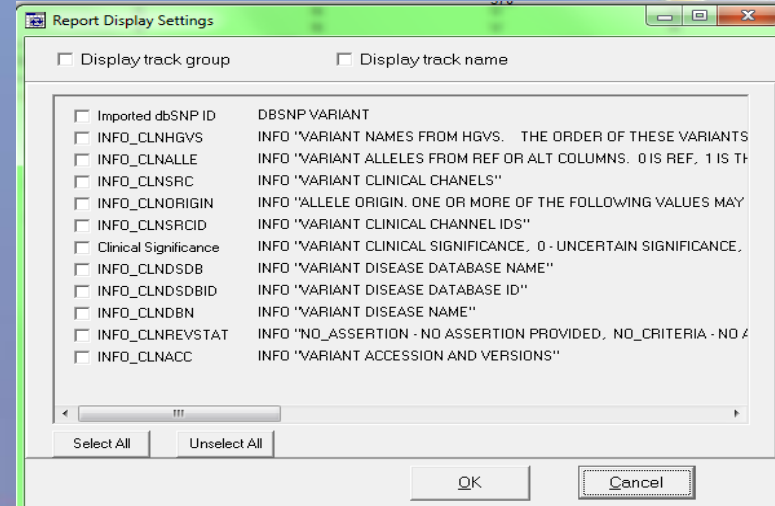 Report Display Settings
Display track group Display track name
Imported dbSNP ID DBSNP VARIANT
INFO_CLNHGVS INFO "VARIANT NAMES FROM HGVS. THE ORDER OF THESE VARIANTS
INFO_CLNALLE INFO "VARIANT ALLELES FROM REF OR ALT COLUMNS. 0 IS REF, 1 IS TH
INFO_CLNSRC INFO "VARIANT CLINICAL CHANELS"
INFO_CLNORIGIN INFO "ALLELE ORIGIN. ONE OR MORE OF THE FOLLOWING VALUES MAY
INFO_CLNSRCID INFO "VARIANT CLINICAL CHANNEL IDS"
Clinical Significance INFO "VARIANT CLINICAL SIGNIFICANCE, 0 - UNCERTAIN SIGNIFICANCE,
INFO_CLNDSDB INFO "VARIANT DISEASE DATABASE NAME"
INFO_CLNDSDBID INFO "VARIANT DISEASE DATABASE ID"
INFO_CLNDBN INFO "VARIANT DISEASE NAME"
INFO_CLNREVSTAT INFO "NO_ASSERTION - NO ASSERTION PROVIDED, NO_CRITERIA - NO A
INFO_CLNACC INFO "VARIANT ACCESSION AND VERSIONS"
Select All Unselect All
OK Cancel